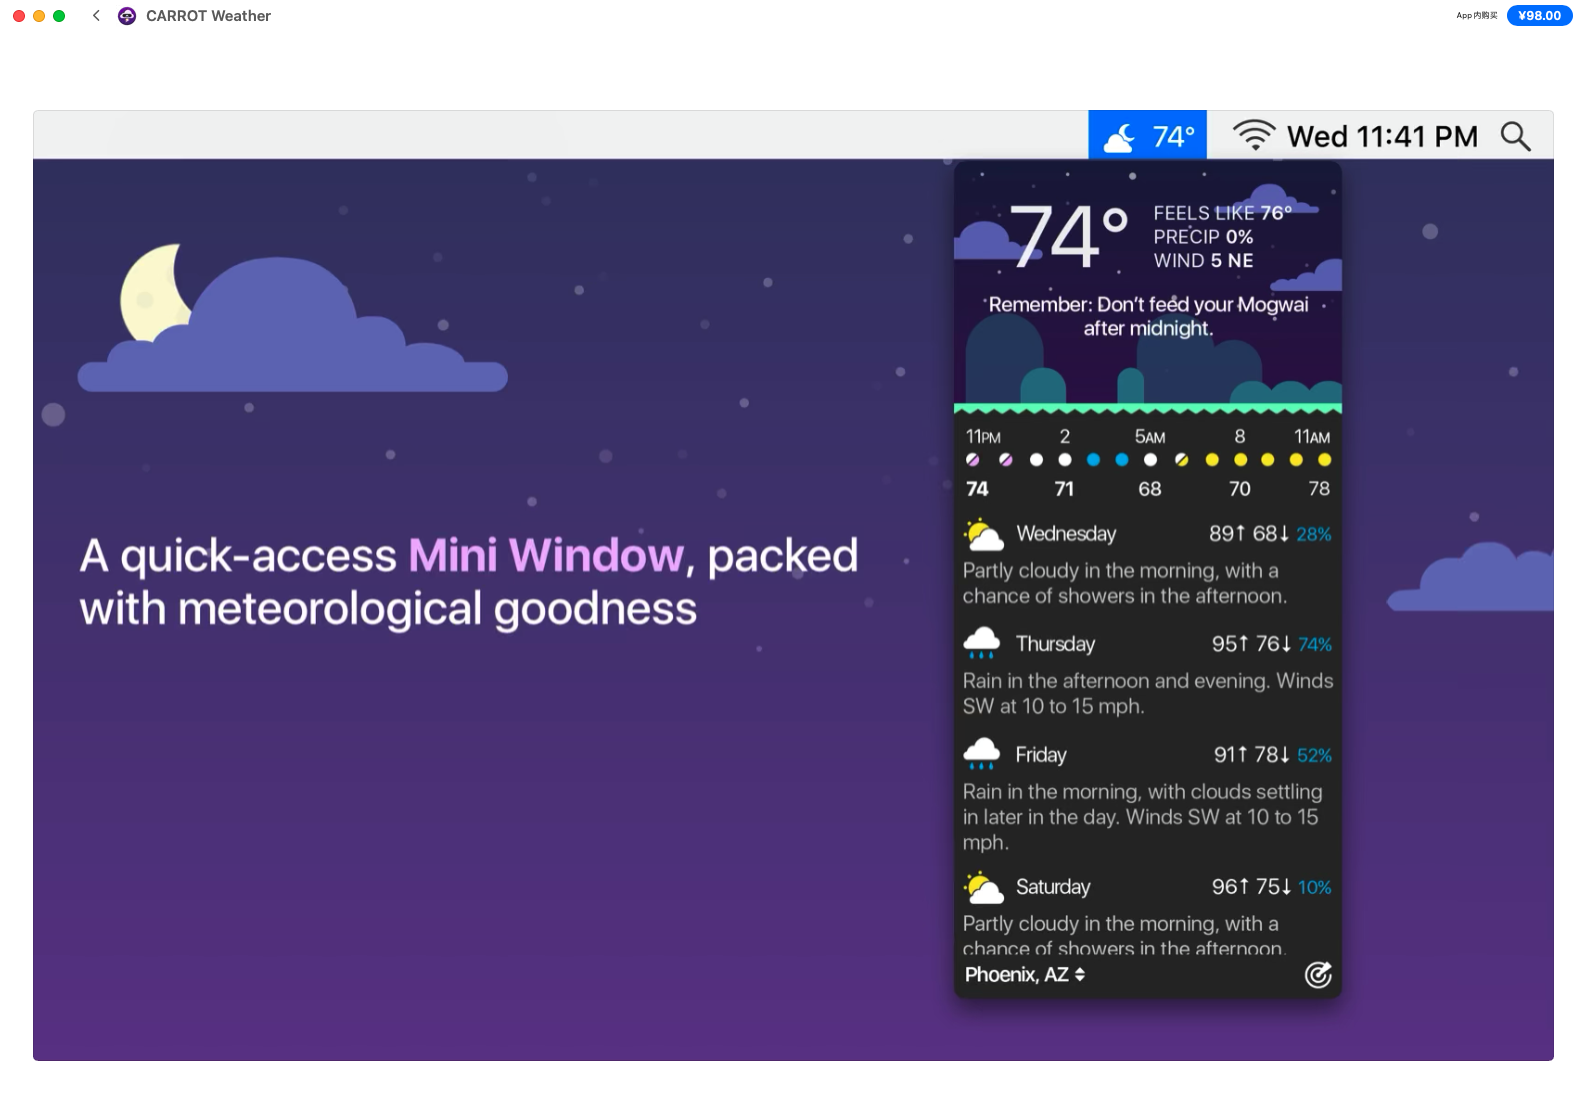 CARROT Weather
App 内购买
¥98.00
74°
Wed 11:41 PM
A quick-access Mini Window, packed
with meteorological goodness
74°
FEELS LIKE 76°
PRECIP 0%
WIND 5 NE
Remember: Don't feed your Mogwai
after midnight.
11PM 2 5AM 8 11AM
74 71 68 70 78
Wednesday 89↑ 68↓ 28%
Partly cloudy in the morning, with a
chance of showers in the afternoon.
Thursday 95↑ 76↓ 74%
Rain in the afternoon and evening. Winds
SW at 10 to 15 mph.
Friday 91↑ 78↓ 52%
Rain in the morning, with clouds settling
in later in the day. Winds SW at 10 to 15
mph.
Saturday 96↑ 75↓ 10%
Partly cloudy in the morning, with a
chance of showers in the afternoon.
Phoenix, AZ